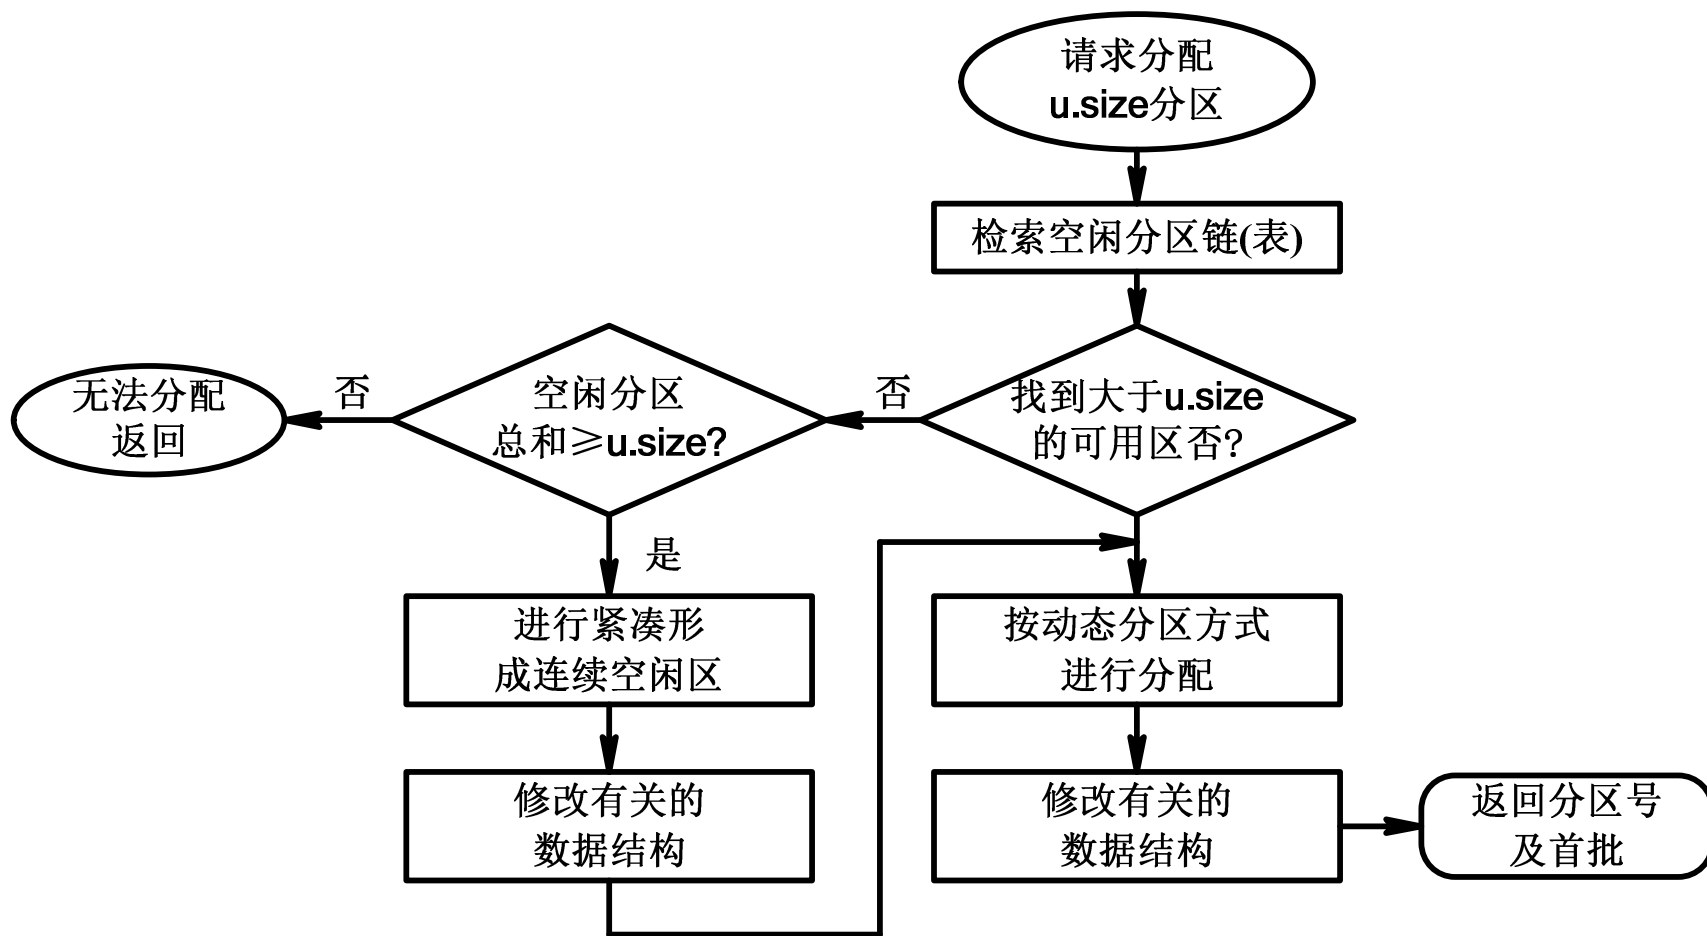 请求分配
u.size分区
检索空闲分区链(表)
找到大于u.size
的可用区否?
否
空闲分区
总和≥u.size?
否
无法分配
返回
是
进行紧凑形
成连续空闲区
修改有关的
数据结构
按动态分区方式
进行分配
修改有关的
数据结构
返回分区号
及首批